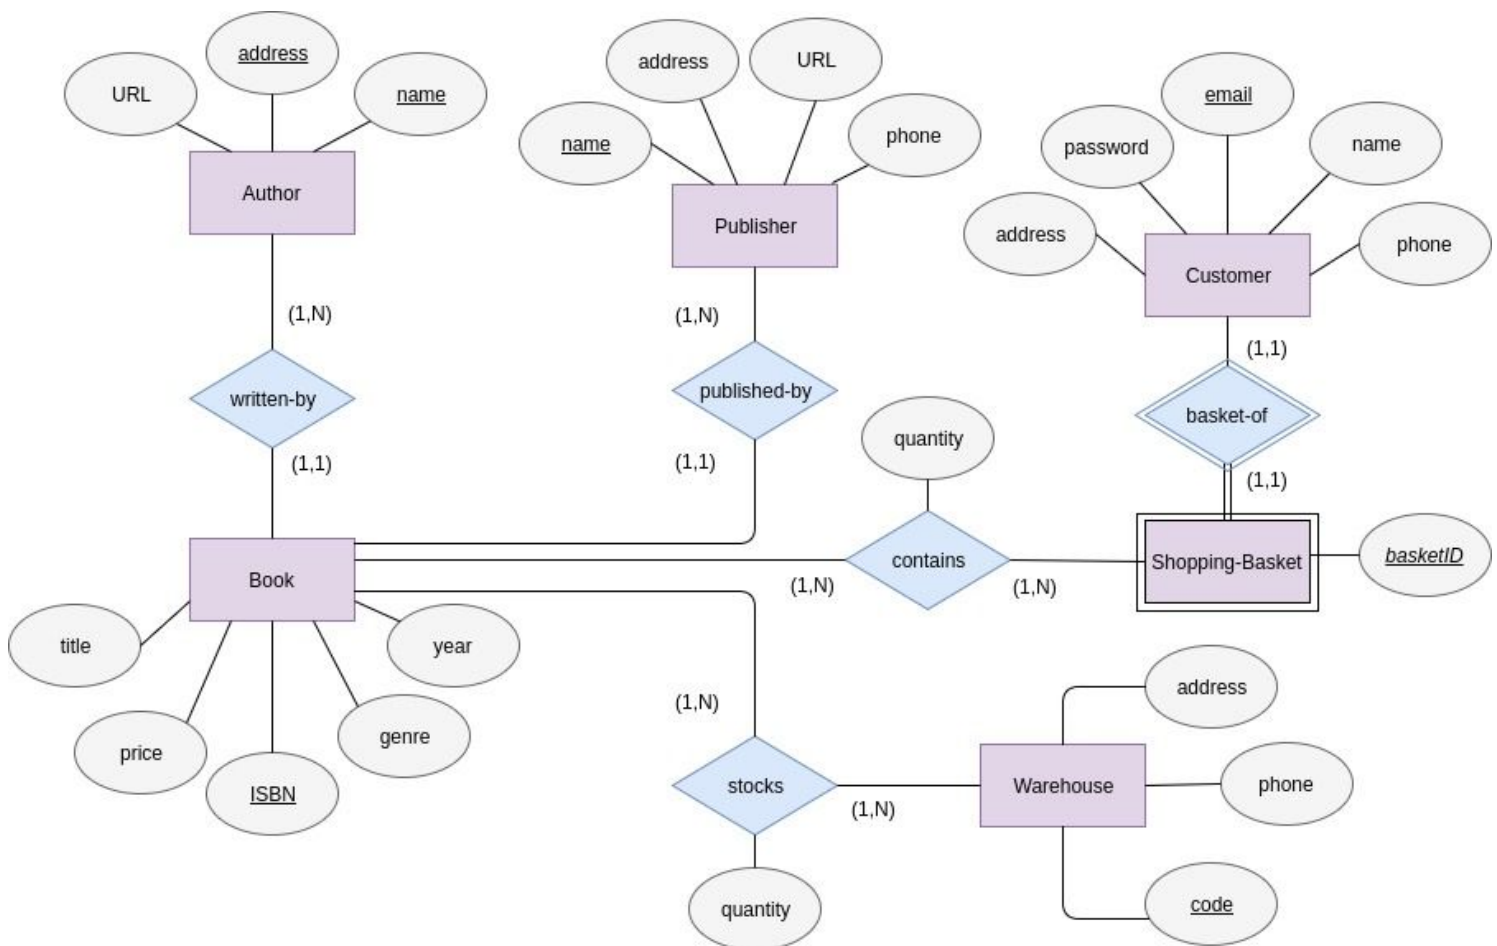 address
URL
name
Author
(1,N)
written-by
(1,1)
address
URL
name
phone
Publisher
(1,N)
published-by
(1,1)
email
password
name
address
phone
Customer
(1,1)
basket-of
(1,1)
quantity
contains
(1,N)
(1,N)
Shopping-Basket
basketID
Book
title
year
price
genre
ISBN
(1,N)
stocks
(1,N)
quantity
address
Warehouse
phone
code